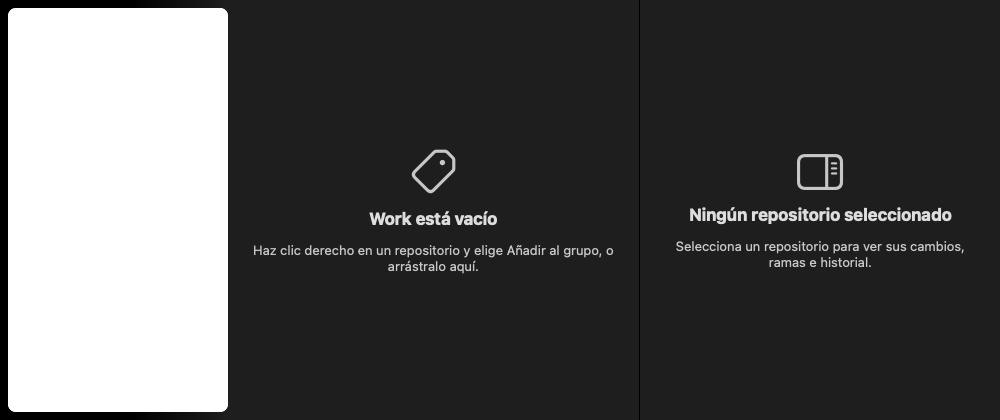 Work está vacío
Haz clic derecho en un repositorio y elige Añadir al grupo, o
arrástralo aquí.
Ningún repositorio seleccionado
Selecciona un repositorio para ver sus cambios,
ramas e historial.